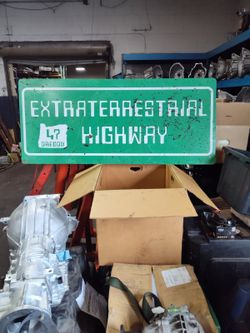 EXTRATERRESTRIAL
47
OREGON
HIGHWAY